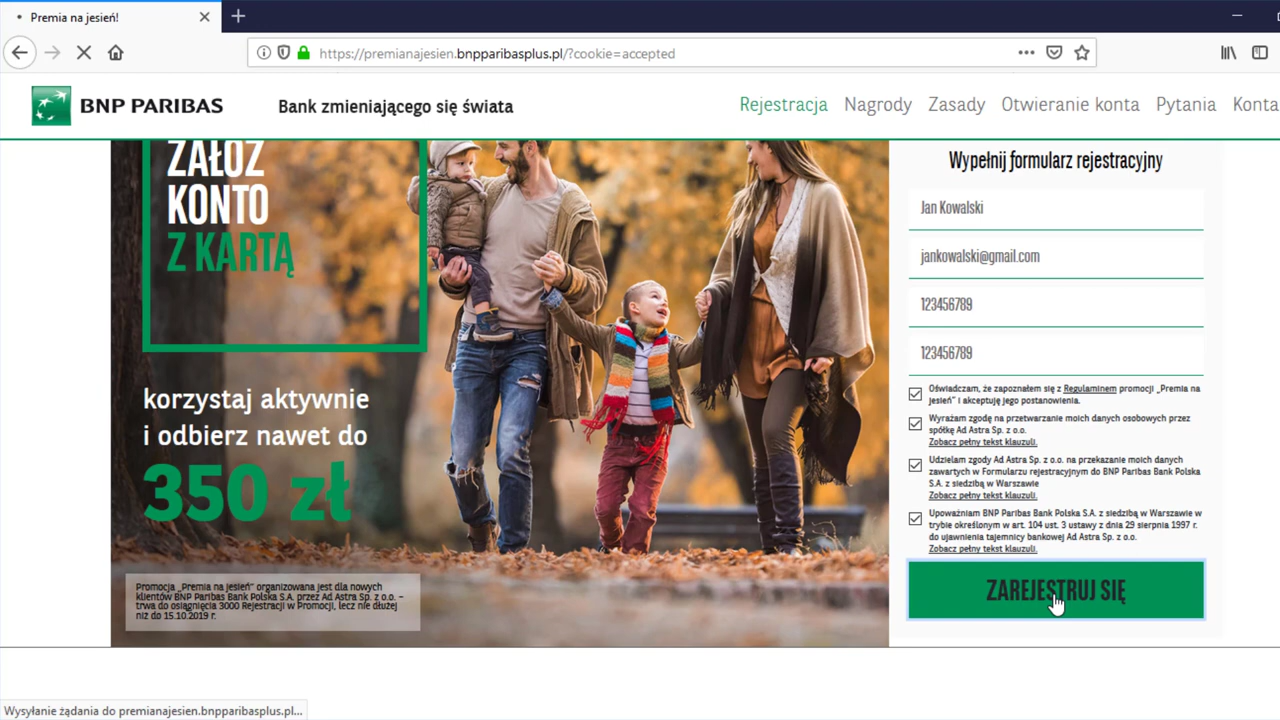 Premia na jesień!
https://premianajesien.bnpparibasplus.pl/?cookie=accepted
BNP PARIBAS
Bank zmieniającego się świata
Rejestracja
Nagrody
Zasady
Otwieranie konta
Pytania
Konta
ZAŁÓŻ
KONTO
Z KARTĄ
korzystaj aktywnie
i odbierz nawet do
350 zł
Promocja „Premia na jesień” organizowana jest dla nowych
klientów BNP Paribas Bank Polska S.A. przez Ad Astra Sp. z o.o. –
trwa do osiągnięcia 3000 Rejestracji w Promocji, lecz nie dłużej
niż do 15.10.2019 r.
Wypełnij formularz rejestracyjny
Jan Kowalski
jankowalski@gmail.com
123456789
123456789
Oświadczam, że zapoznałem się z Regulaminem promocji „Premia na
jesień” i akceptuję jego postanowienia.
Wyrażam zgodę na przetwarzanie moich danych osobowych przez
spółkę Ad Astra Sp. z o.o.
Zobacz pełny tekst klauzuli.
Udzielam zgody Ad Astra Sp. z o.o. na przekazanie moich danych
zawartych w Formularzu rejestracyjnym do BNP Paribas Bank Polska
S.A. z siedzibą w Warszawie
Zobacz pełny tekst klauzuli.
Upoważniam BNP Paribas Bank Polska S.A. z siedzibą w Warszawie w
trybie określonym w art. 104 ust. 3 ustawy z dnia 29 sierpnia 1997 r.
do ujawnienia tajemnicy bankowej Ad Astra Sp. z o.o.
Zobacz pełny tekst klauzuli.
ZAREJESTRUJ SIĘ
Wysyłanie żądania do premianajesien.bnpparibasplus.pl...